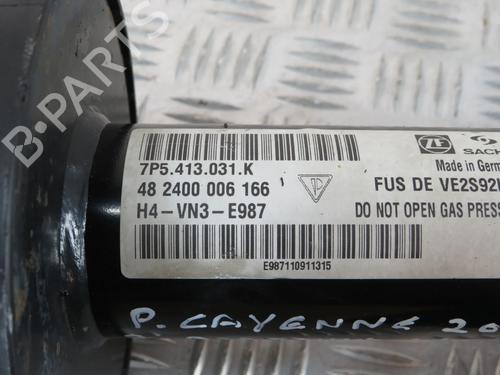 B-PARTS
ZF SACHS
7P5.413.031.K
Made in Germ
48 2400 006 166
FUS DE VE2S92
H4-VN3-E987
DO NOT OPEN GAS PRESS
E987110911315
P. CAYENNE 20